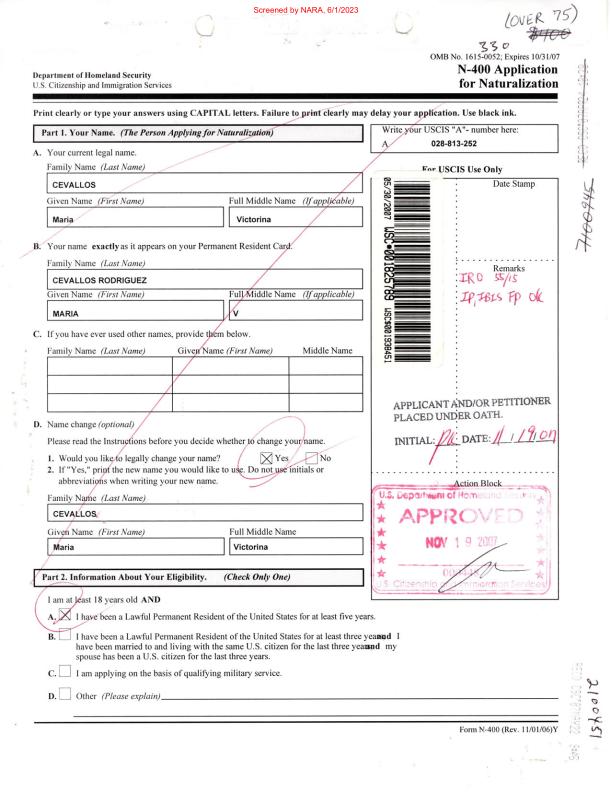 Screened by NARA, 6/1/2023
(OVER 75)
$400
330
OMB No. 1615-0052; Expires 10/31/07
Department of Homeland Security
U.S. Citizenship and Immigration Services
N-400 Application
for Naturalization
Print clearly or type your answers using CAPITAL letters. Failure to print clearly may delay your application. Use black ink.
Part 1. Your Name. (The Person Applying for Naturalization)
Write your USCIS "A"- number here:
A 028-813-252
A. Your current legal name.
Family Name (Last Name)
CEVALLOS
Given Name (First Name) Full Middle Name (If applicable)
Maria Victorina
For USCIS Use Only
Date Stamp
05/30/2007 WSC*001825789 WSC*001938451
Remarks
IRO 55/15
IP, IBIS FP OK
7100945
B. Your name exactly as it appears on your Permanent Resident Card.
Family Name (Last Name)
CEVALLOS RODRIGUEZ
Given Name (First Name) Full Middle Name (If applicable)
MARIA V
C. If you have ever used other names, provide them below.
Family Name (Last Name) Given Name (First Name) Middle Name
APPLICANT AND/OR PETITIONER
PLACED UNDER OATH.
INITIAL: DATE: 11/19/07
D. Name change (optional)
Please read the Instructions before you decide whether to change your name.
1. Would you like to legally change your name? Yes No
2. If "Yes," print the new name you would like to use. Do not use initials or
abbreviations when writing your new name.
Family Name (Last Name)
CEVALLOS
Given Name (First Name) Full Middle Name
Maria Victorina
Action Block
U.S. Department of Homeland Security
APPROVED
NOV 19 2007
U.S. Citizenship Immigration Services
Part 2. Information About Your Eligibility. (Check Only One)
I am at least 18 years old AND
A. I have been a Lawful Permanent Resident of the United States for at least five years.
B. I have been a Lawful Permanent Resident of the United States for at least three years, and I
have been married to and living with the same U.S. citizen for the last three years, and my
spouse has been a U.S. citizen for the last three years.
C. I am applying on the basis of qualifying military service.
D. Other (Please explain)
2100451
Form N-400 (Rev. 11/01/06)Y